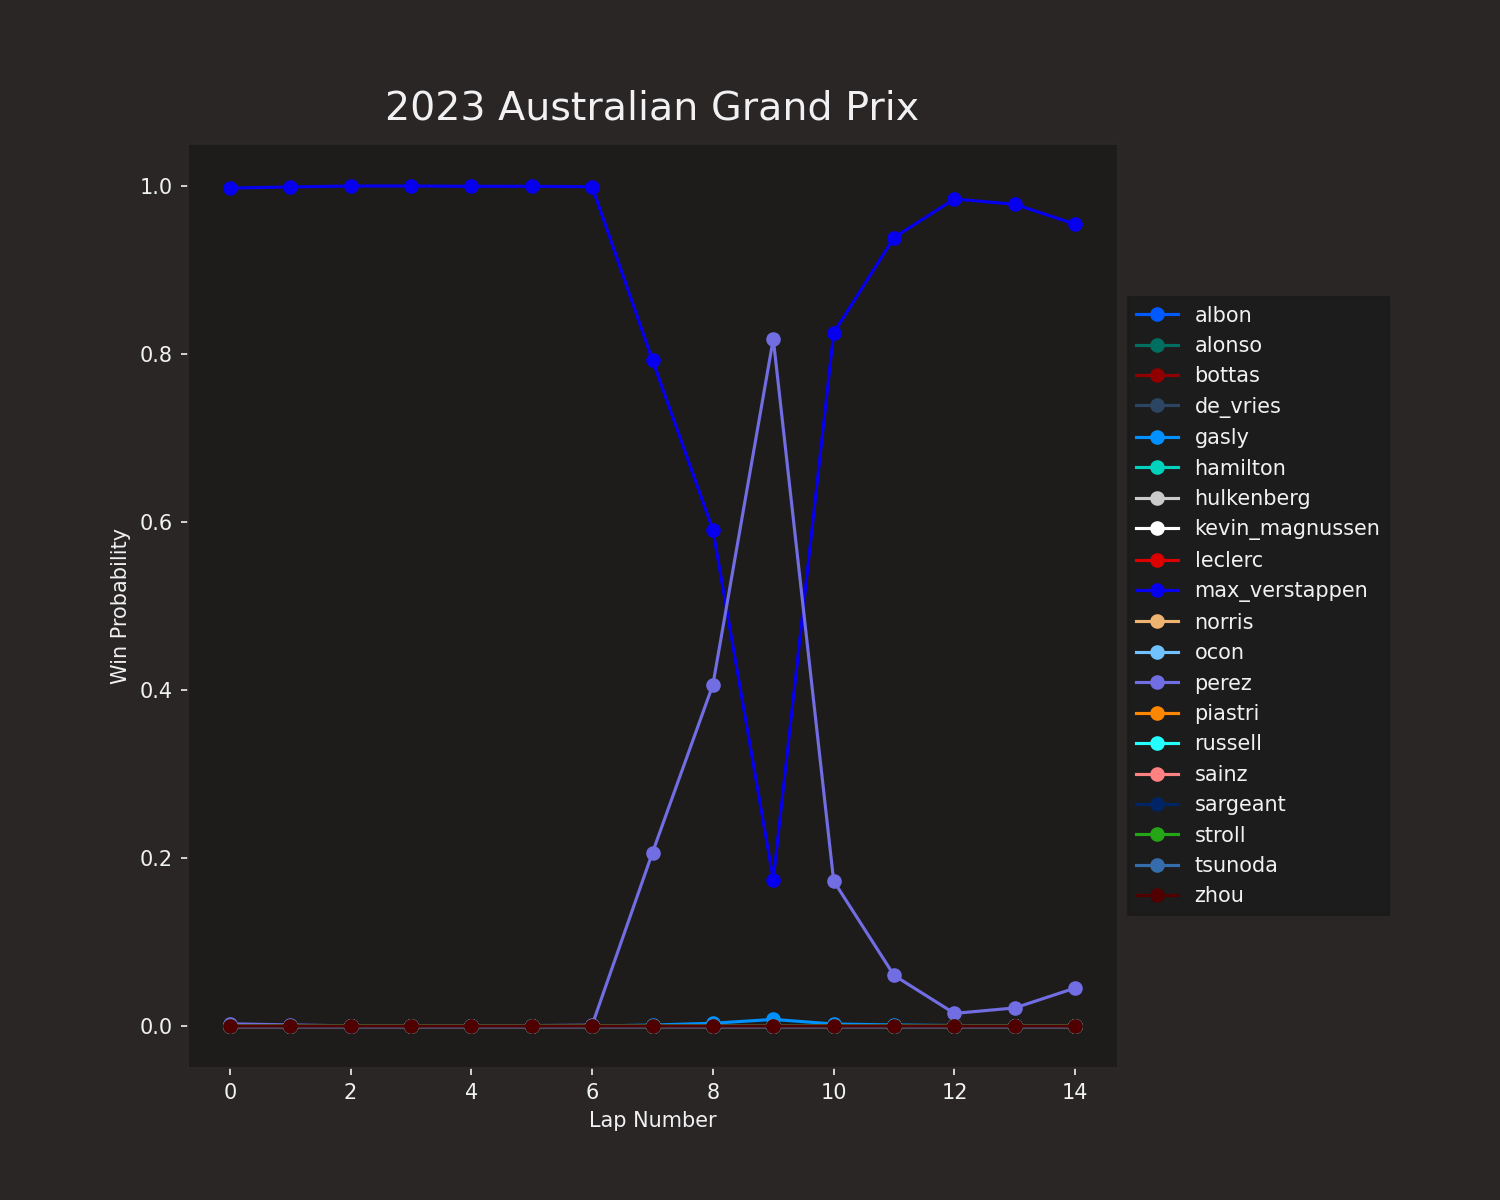 2023 Australian Grand Prix
1.0
0.8
0.6
0.4
0.2
0.0
Win Probability
0 2 4 6 8 10 12 14
Lap Number
albon
alonso
bottas
de_vries
gasly
hamilton
hulkenberg
kevin_magnussen
leclerc
max_verstappen
norris
ocon
perez
piastri
russell
sainz
sargeant
stroll
tsunoda
zhou